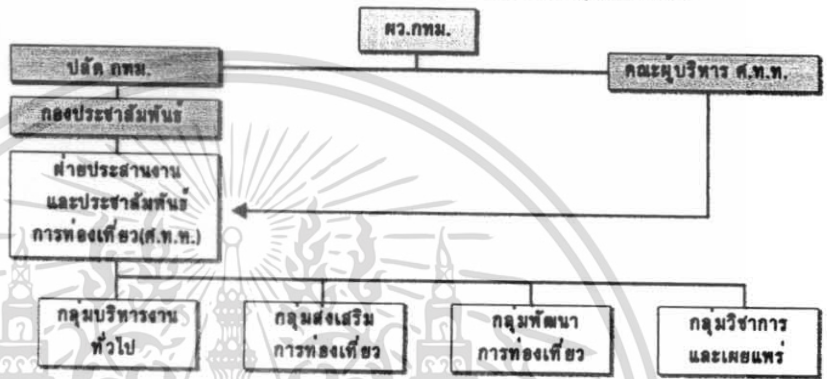 ผว.กทม.
ปลัด กทม.
คณะผู้บริหาร ศ.ท.ท.
กองประชาสัมพันธ์
ฝ่ายประสานงาน
และประชาสัมพันธ์
การท่องเที่ยว(ศ.ท.ท.)
กลุ่มบริหารงาน
ทั่วไป
กลุ่มส่งเสริม
การท่องเที่ยว
กลุ่มพัฒนา
การท่องเที่ยว
กลุ่มวิชาการ
และเผยแพร่